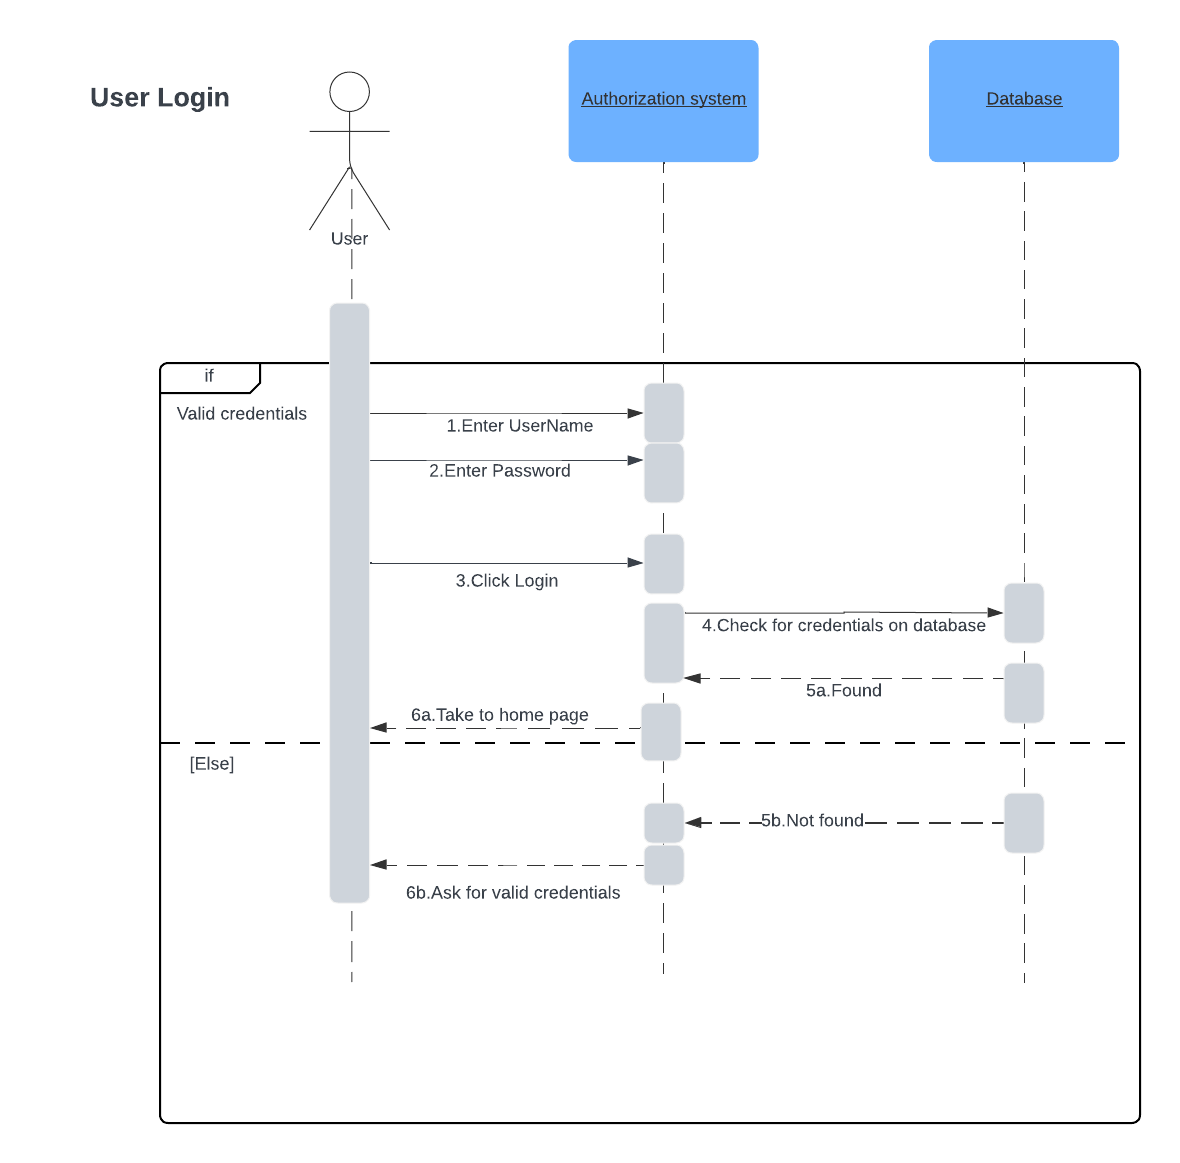 User Login
Authorization system
Database
User
if
Valid credentials
1.Enter UserName
2.Enter Password
3.Click Login
4.Check for credentials on database
5a.Found
6a.Take to home page
[Else]
5b.Not found
6b.Ask for valid credentials